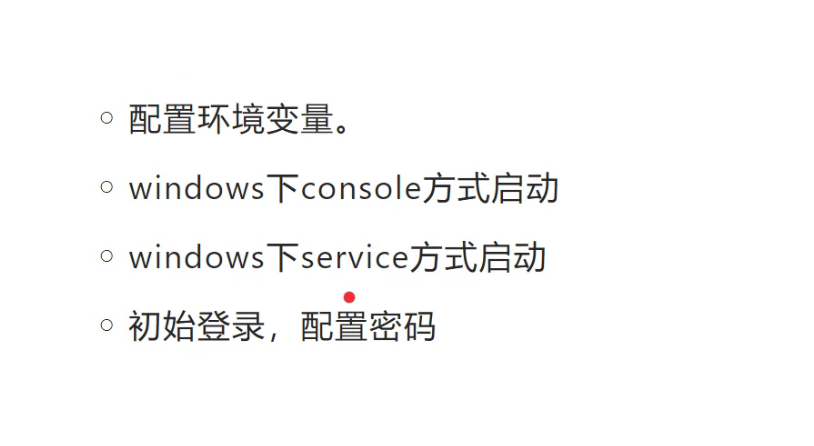 配置环境变量。
windows下console方式启动
windows下service方式启动
初始登录，配置密码